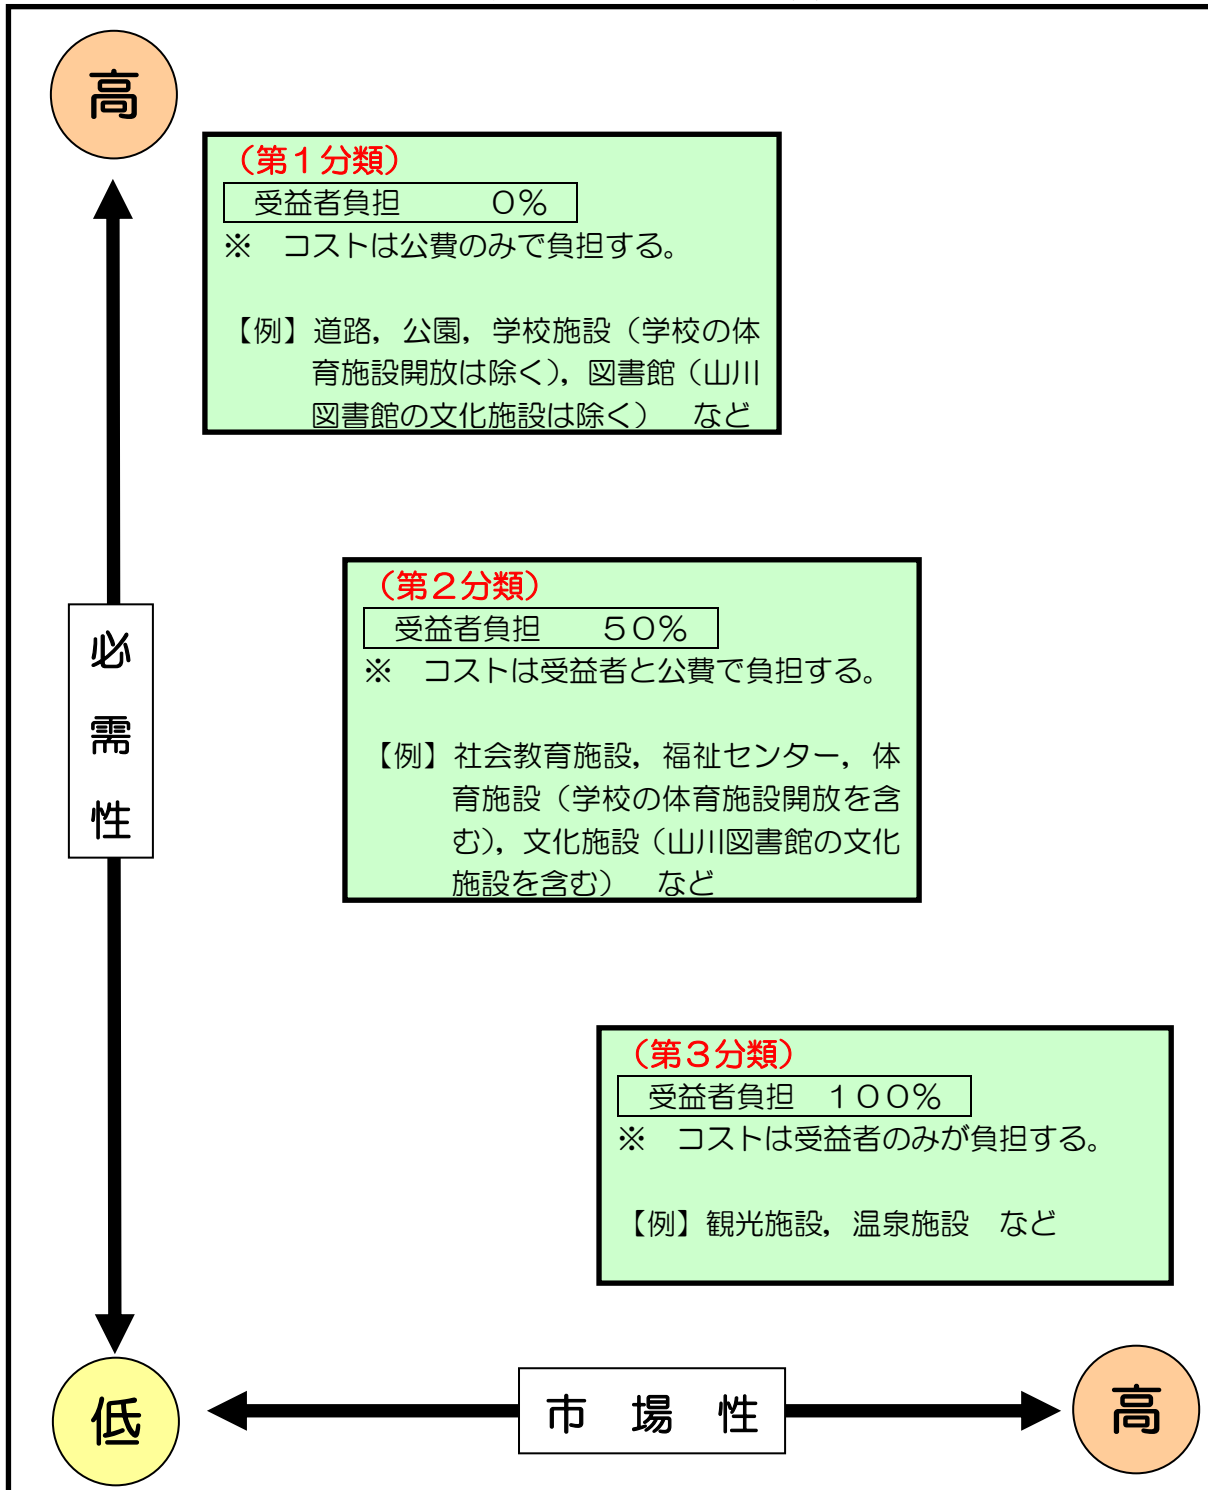 高
（第１分類）
受益者負担　　　０％
※　コストは公費のみで負担する。
【例】道路，公園，学校施設（学校の体
育施設開放は除く），図書館（山川
図書館の文化施設は除く）　など
（第２分類）
受益者負担　　５０％
※　コストは受益者と公費で負担する。
【例】社会教育施設，福祉センター，体
育施設（学校の体育施設開放を含
む），文化施設（山川図書館の文化
施設を含む）　など
必需性
（第３分類）
受益者負担　１００％
※　コストは受益者のみが負担する。
【例】観光施設，温泉施設　など
低
市　場　性
高